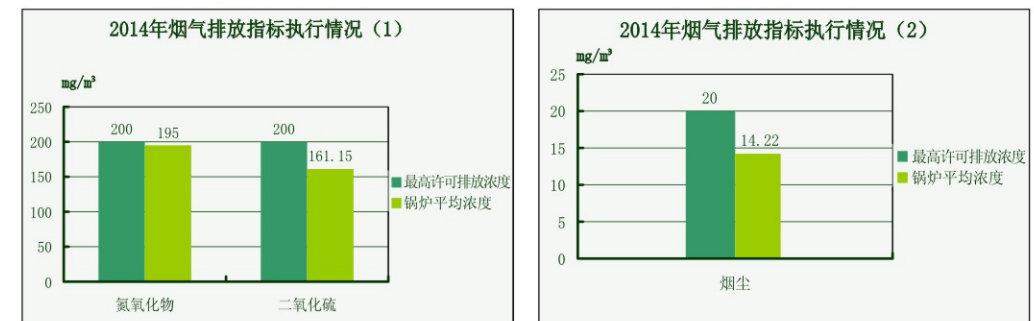 2014年烟气排放指标执行情况（1）
mg/m³
250
200
150
100
50
0
200
195
200
161.15
氮氧化物
二氧化硫
最高许可排放浓度
锅炉平均浓度
2014年烟气排放指标执行情况（2）
mg/m³
25
20
15
10
5
0
20
14.22
烟尘
最高许可排放浓度
锅炉平均浓度